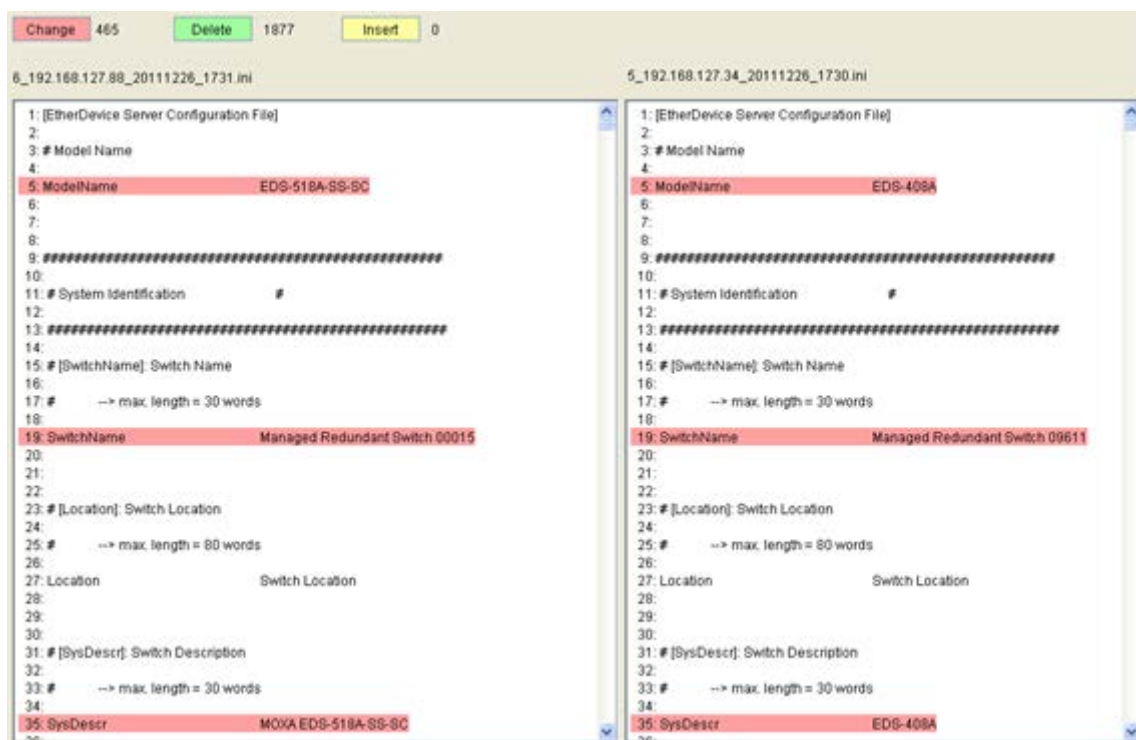 Change 465 Delete 1877 Insert 0
6_192.168.127.88_20111226_1731.ini
1: [EtherDevice Server Configuration File]
2:
3: # Model Name
4:
5: ModelName EDS-518A-SS-SC
6:
7:
8:
9: ###################################################
10:
11: # System Identification #
12:
13: ###################################################
14:
15: # [SwitchName]: Switch Name
16:
17: # --> max. length = 30 words
18:
19: SwitchName Managed Redundant Switch 00015
20:
21:
22:
23: # [Location]: Switch Location
24:
25: # --> max. length = 80 words
26:
27: Location Switch Location
28:
29:
30:
31: # [SysDescr]: Switch Description
32:
33: # --> max. length = 30 words
34:
35: SysDescr MOXA EDS-518A-SS-SC
5_192.168.127.34_20111226_1730.ini
1: [EtherDevice Server Configuration File]
2:
3: # Model Name
4:
5: ModelName EDS-408A
6:
7:
8:
9: ###################################################
10:
11: # System Identification #
12:
13: ###################################################
14:
15: # [SwitchName]: Switch Name
16:
17: # --> max. length = 30 words
18:
19: SwitchName Managed Redundant Switch 09611
20:
21:
22:
23: # [Location]: Switch Location
24:
25: # --> max. length = 80 words
26:
27: Location Switch Location
28:
29:
30:
31: # [SysDescr]: Switch Description
32:
33: # --> max. length = 30 words
34:
35: SysDescr EDS-408A